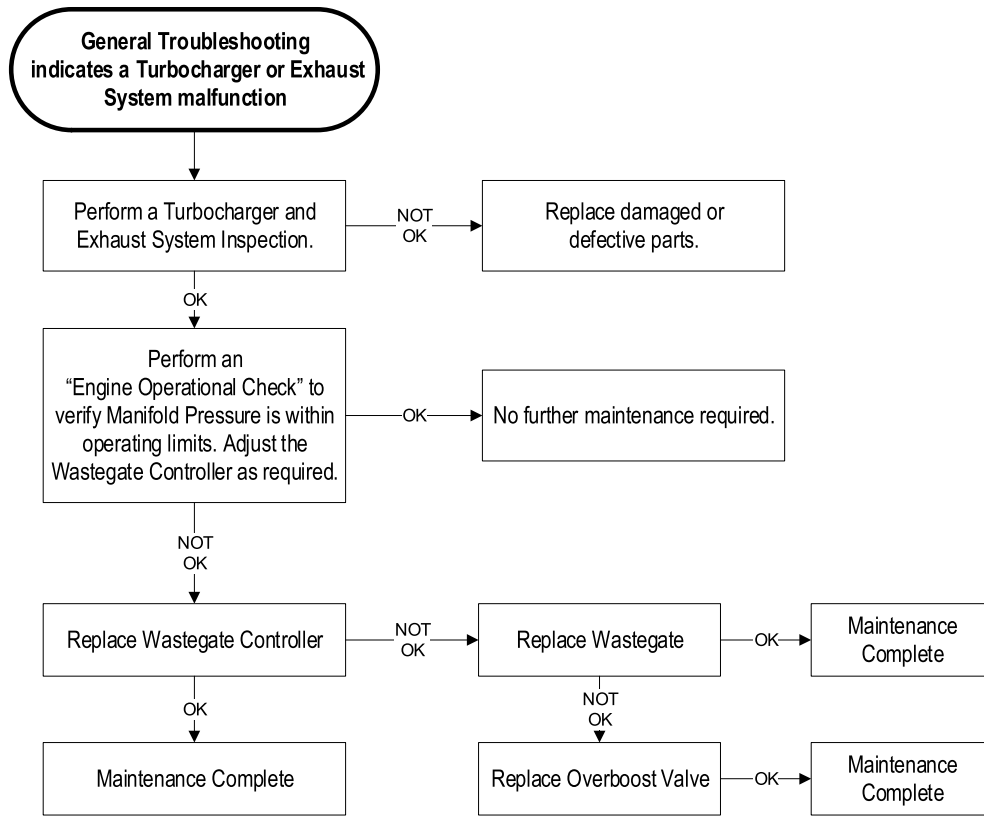 General Troubleshooting
indicates a Turbocharger or Exhaust
System malfunction
Perform a Turbocharger and
Exhaust System Inspection.
NOT
OK
Replace damaged or
defective parts.
OK
Perform an
“Engine Operational Check” to
verify Manifold Pressure is within
operating limits. Adjust the
Wastegate Controller as required.
OK
No further maintenance required.
NOT
OK
Replace Wastegate Controller
NOT
OK
Replace Wastegate
OK
Maintenance
Complete
OK
NOT
OK
Maintenance Complete
Replace Overboost Valve
OK
Maintenance
Complete